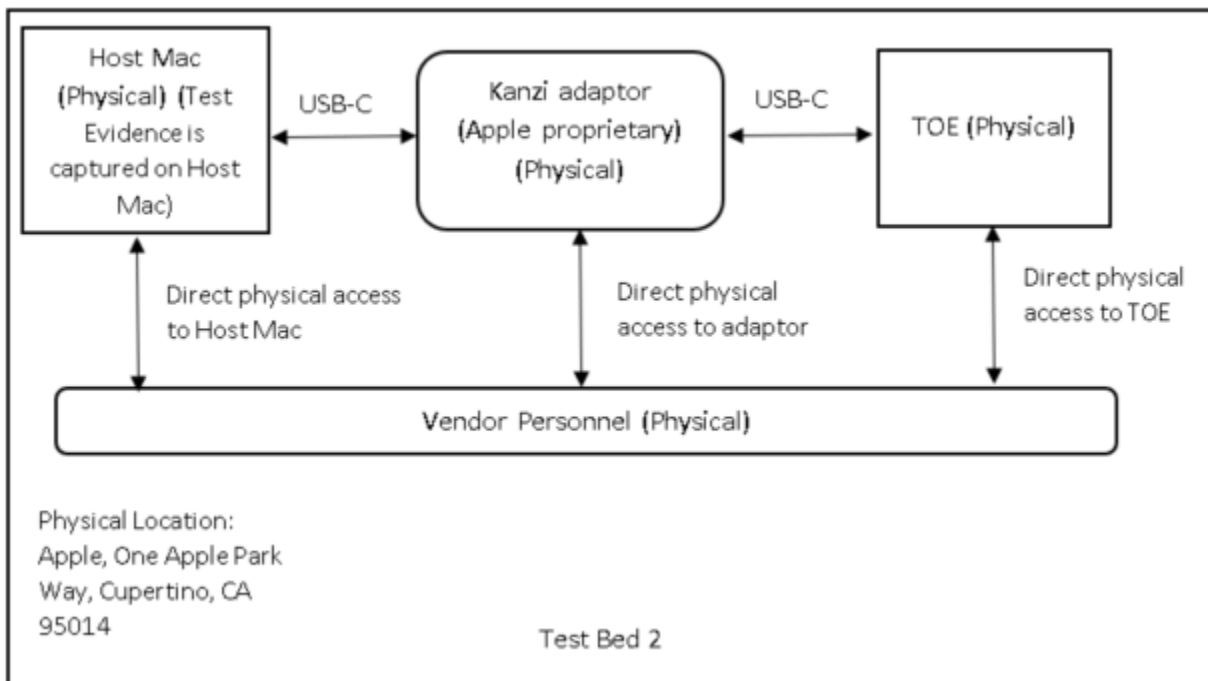 Host Mac
(Physical) (Test
Evidence is
captured on Host
Mac)
USB-C
Kanzi adaptor
(Apple proprietary)
(Physical)
USB-C
TOE (Physical)
Direct physical access
to Host Mac
Direct physical
access to adaptor
Direct physical
access to TOE
Vendor Personnel (Physical)
Physical Location:
Apple, One Apple Park
Way, Cupertino, CA
95014
Test Bed 2